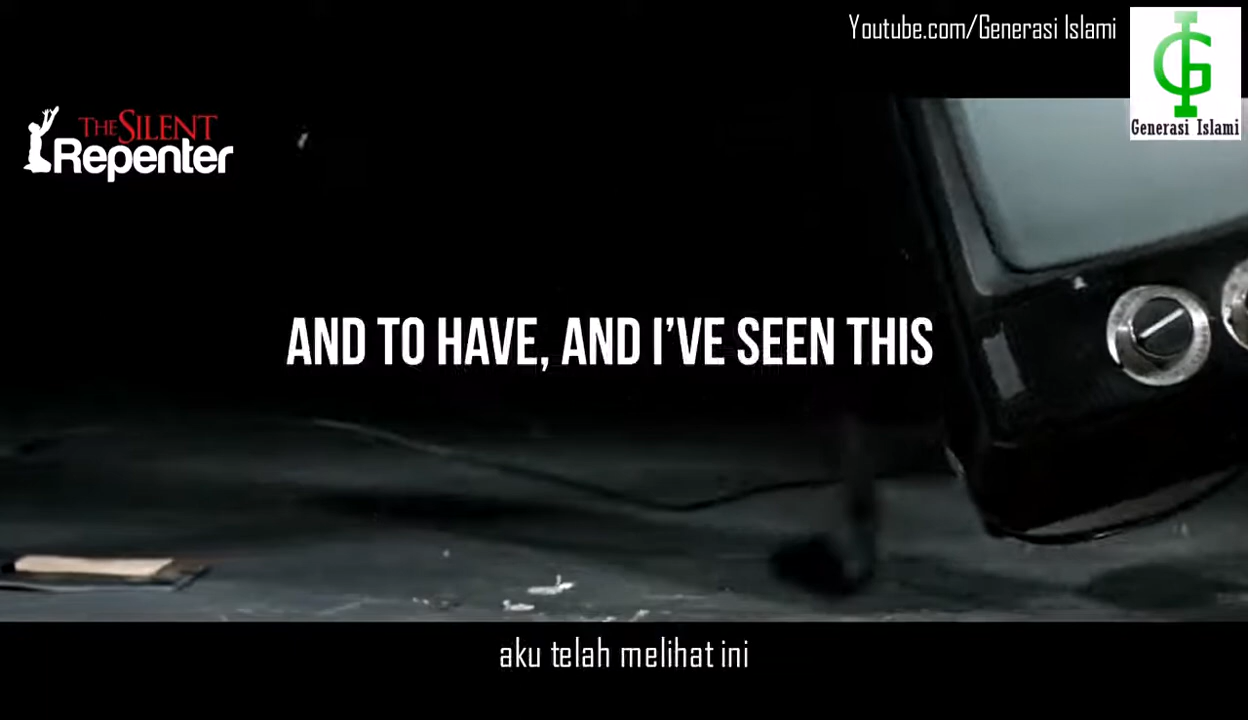 Youtube.com/Generasi Islami
Generasi Islami
THE SILENT
Repenter
AND TO HAVE, AND I'VE SEEN THIS
aku telah melihat ini